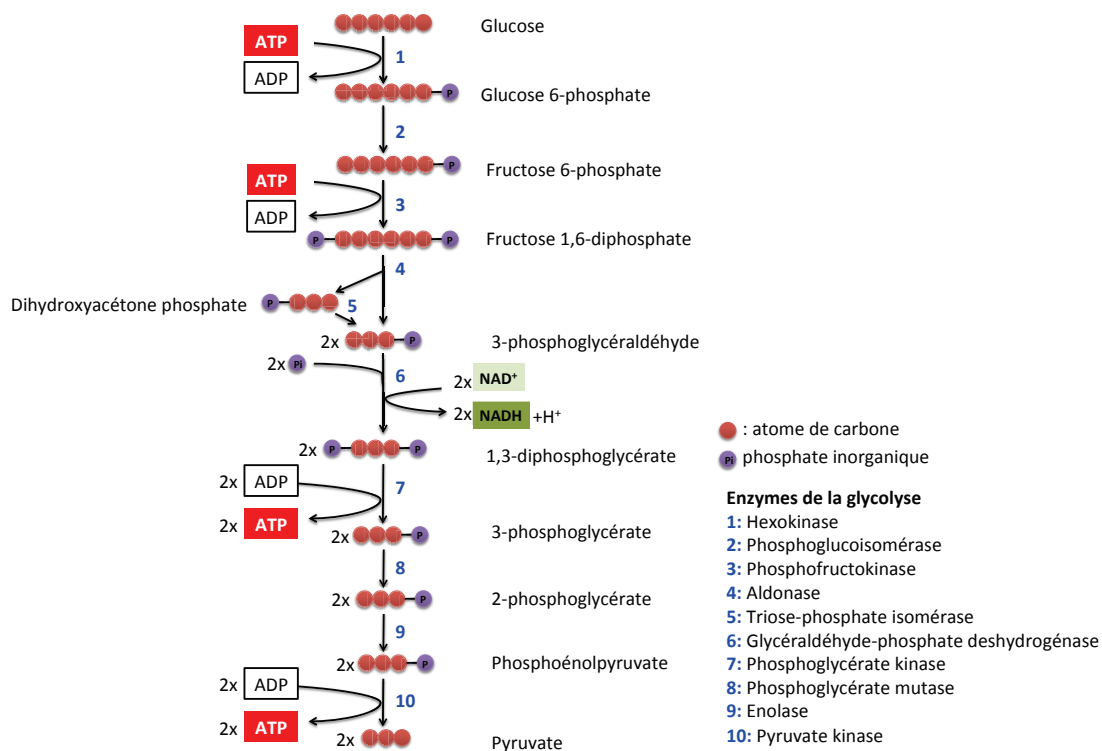 Glucose
ATP
1
ADP
P
Glucose 6-phosphate
2
P
Fructose 6-phosphate
ATP
3
ADP
P
P
Fructose 1,6-diphosphate
4
Dihydroxyacétone phosphate
P
5
2x
P
3-phosphoglycéraldéhyde
2x Pi
6
2x NAD⁺
2x NADH +H⁺
2x P
P
1,3-diphosphoglycérate
2x ADP
7
2x ATP
2x
P
3-phosphoglycérate
8
2x
P
2-phosphoglycérate
9
2x
P
Phosphoénolpyruvate
2x ADP
10
2x ATP
2x
Pyruvate
: atome de carbone
Pi phosphate inorganique
Enzymes de la glycolyse
1: Hexokinase
2: Phosphoglucoisomérase
3: Phosphofructokinase
4: Aldonase
5: Triose-phosphate isomérase
6: Glycéraldéhyde-phosphate deshydrogénase
7: Phosphoglycérate kinase
8: Phosphoglycérate mutase
9: Enolase
10: Pyruvate kinase